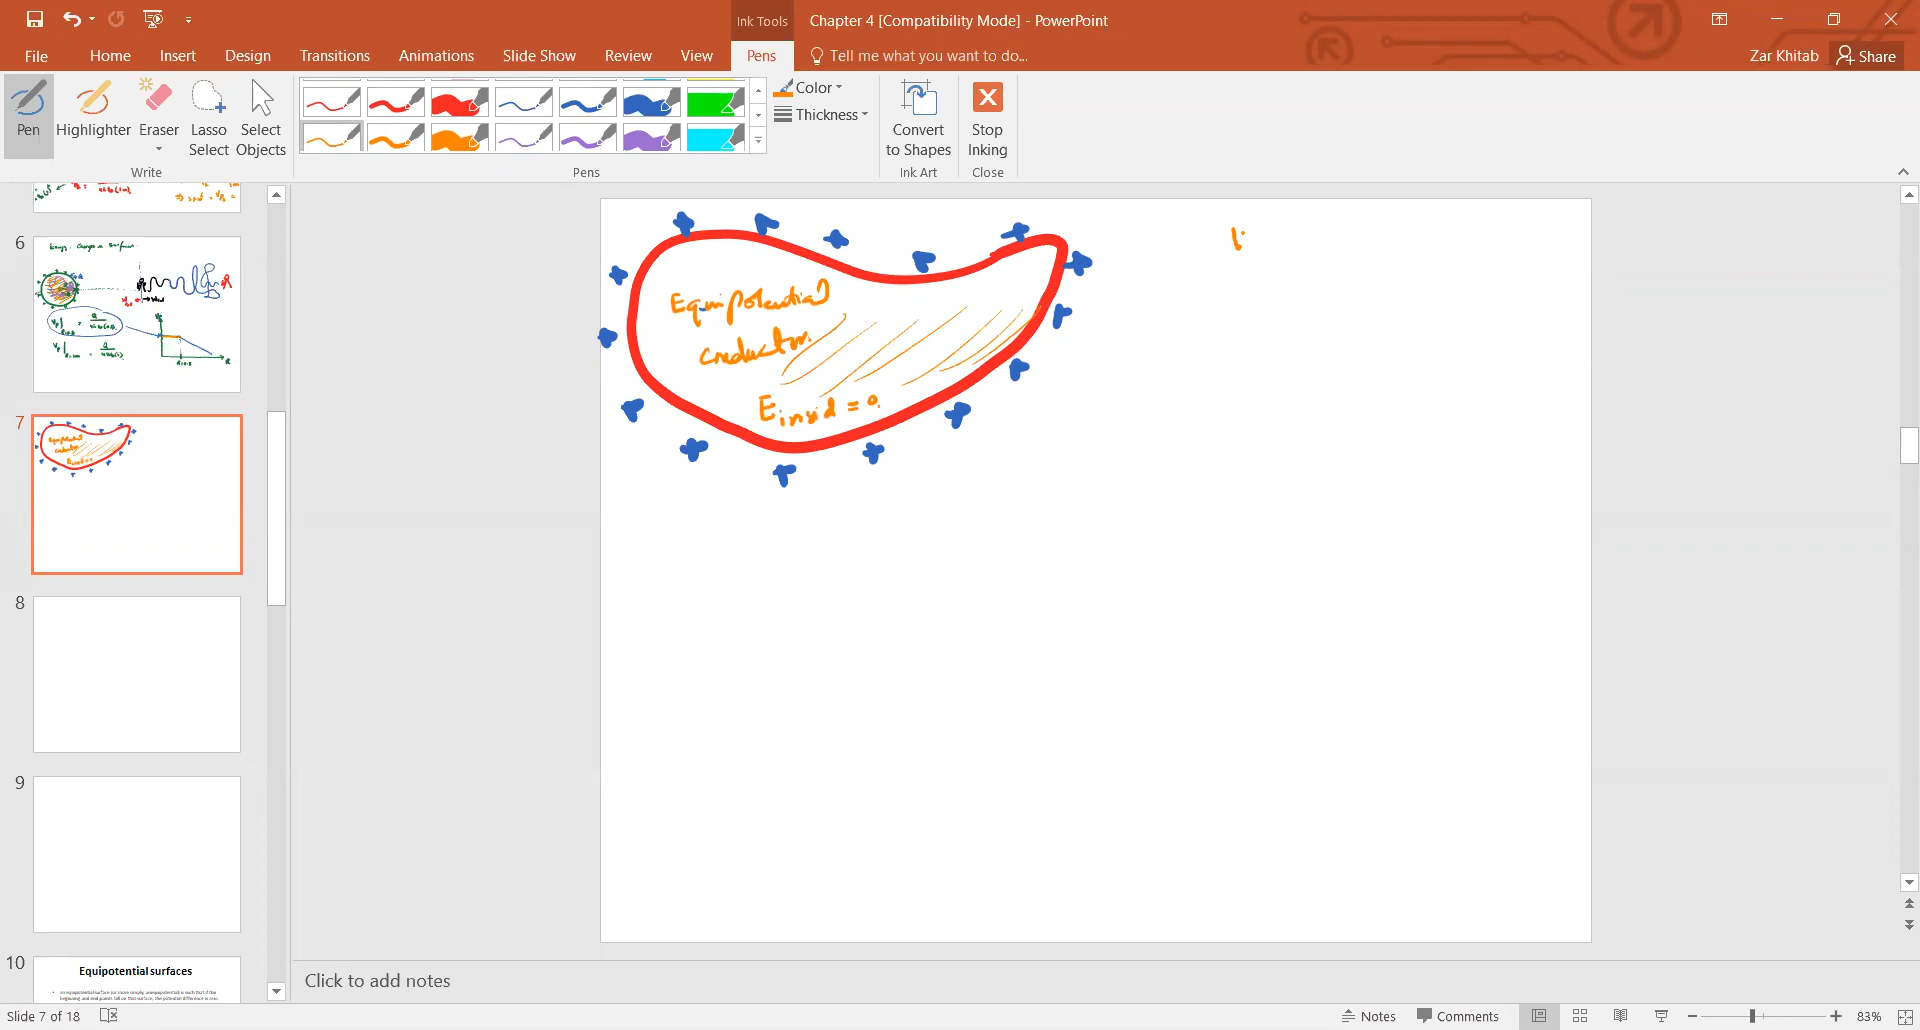 Ink Tools
Chapter 4 [Compatibility Mode] - PowerPoint
File Home Insert Design Transitions Animations Slide Show Review View Pens Tell me what you want to do...
Zar Khitab Share
Pen Highlighter Eraser Lasso Select Select Objects
Color
Thickness
Convert to Shapes
Stop Inking
Write
Pens
Ink Art
Close
6
7
8
9
10
Equipotential surfaces
Equipotential
conductor.
Einsid = 0.
Click to add notes
Slide 7 of 18
Notes Comments 83%